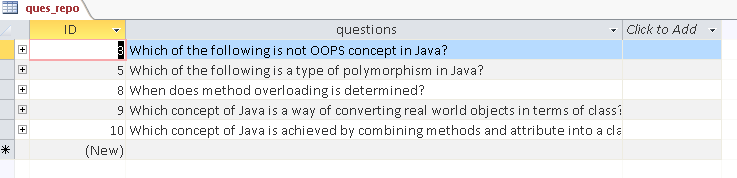 ques_repo
ID questions Click to Add
3 Which of the following is not OOPS concept in Java?
5 Which of the following is a type of polymorphism in Java?
8 When does method overloading is determined?
9 Which concept of Java is a way of converting real world objects in terms of class?
10 Which concept of Java is achieved by combining methods and attribute into a cla
(New)